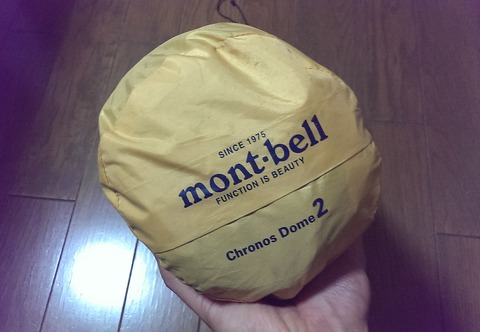 SINCE 1975
mont-bell
FUNCTION IS BEAUTY
Chronos Dome 2